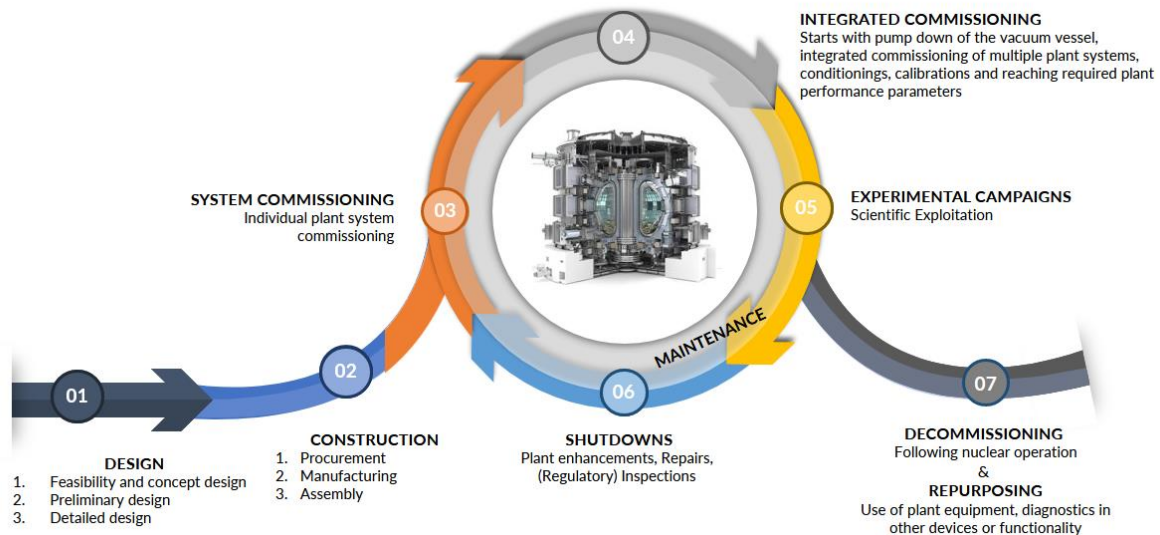 04
INTEGRATED COMMISSIONING
Starts with pump down of the vacuum vessel,
integrated commissioning of multiple plant systems,
conditionings, calibrations and reaching required plant
performance parameters
SYSTEM COMMISSIONING
Individual plant system
commissioning
03
05
EXPERIMENTAL CAMPAIGNS
Scientific Exploitation
MAINTENANCE
01
02
06
07
DESIGN
1. Feasibility and concept design
2. Preliminary design
3. Detailed design
CONSTRUCTION
1. Procurement
2. Manufacturing
3. Assembly
SHUTDOWNS
Plant enhancements, Repairs,
(Regulatory) Inspections
DECOMMISSIONING
Following nuclear operation
&
REPURPOSING
Use of plant equipment, diagnostics in
other devices or functionality